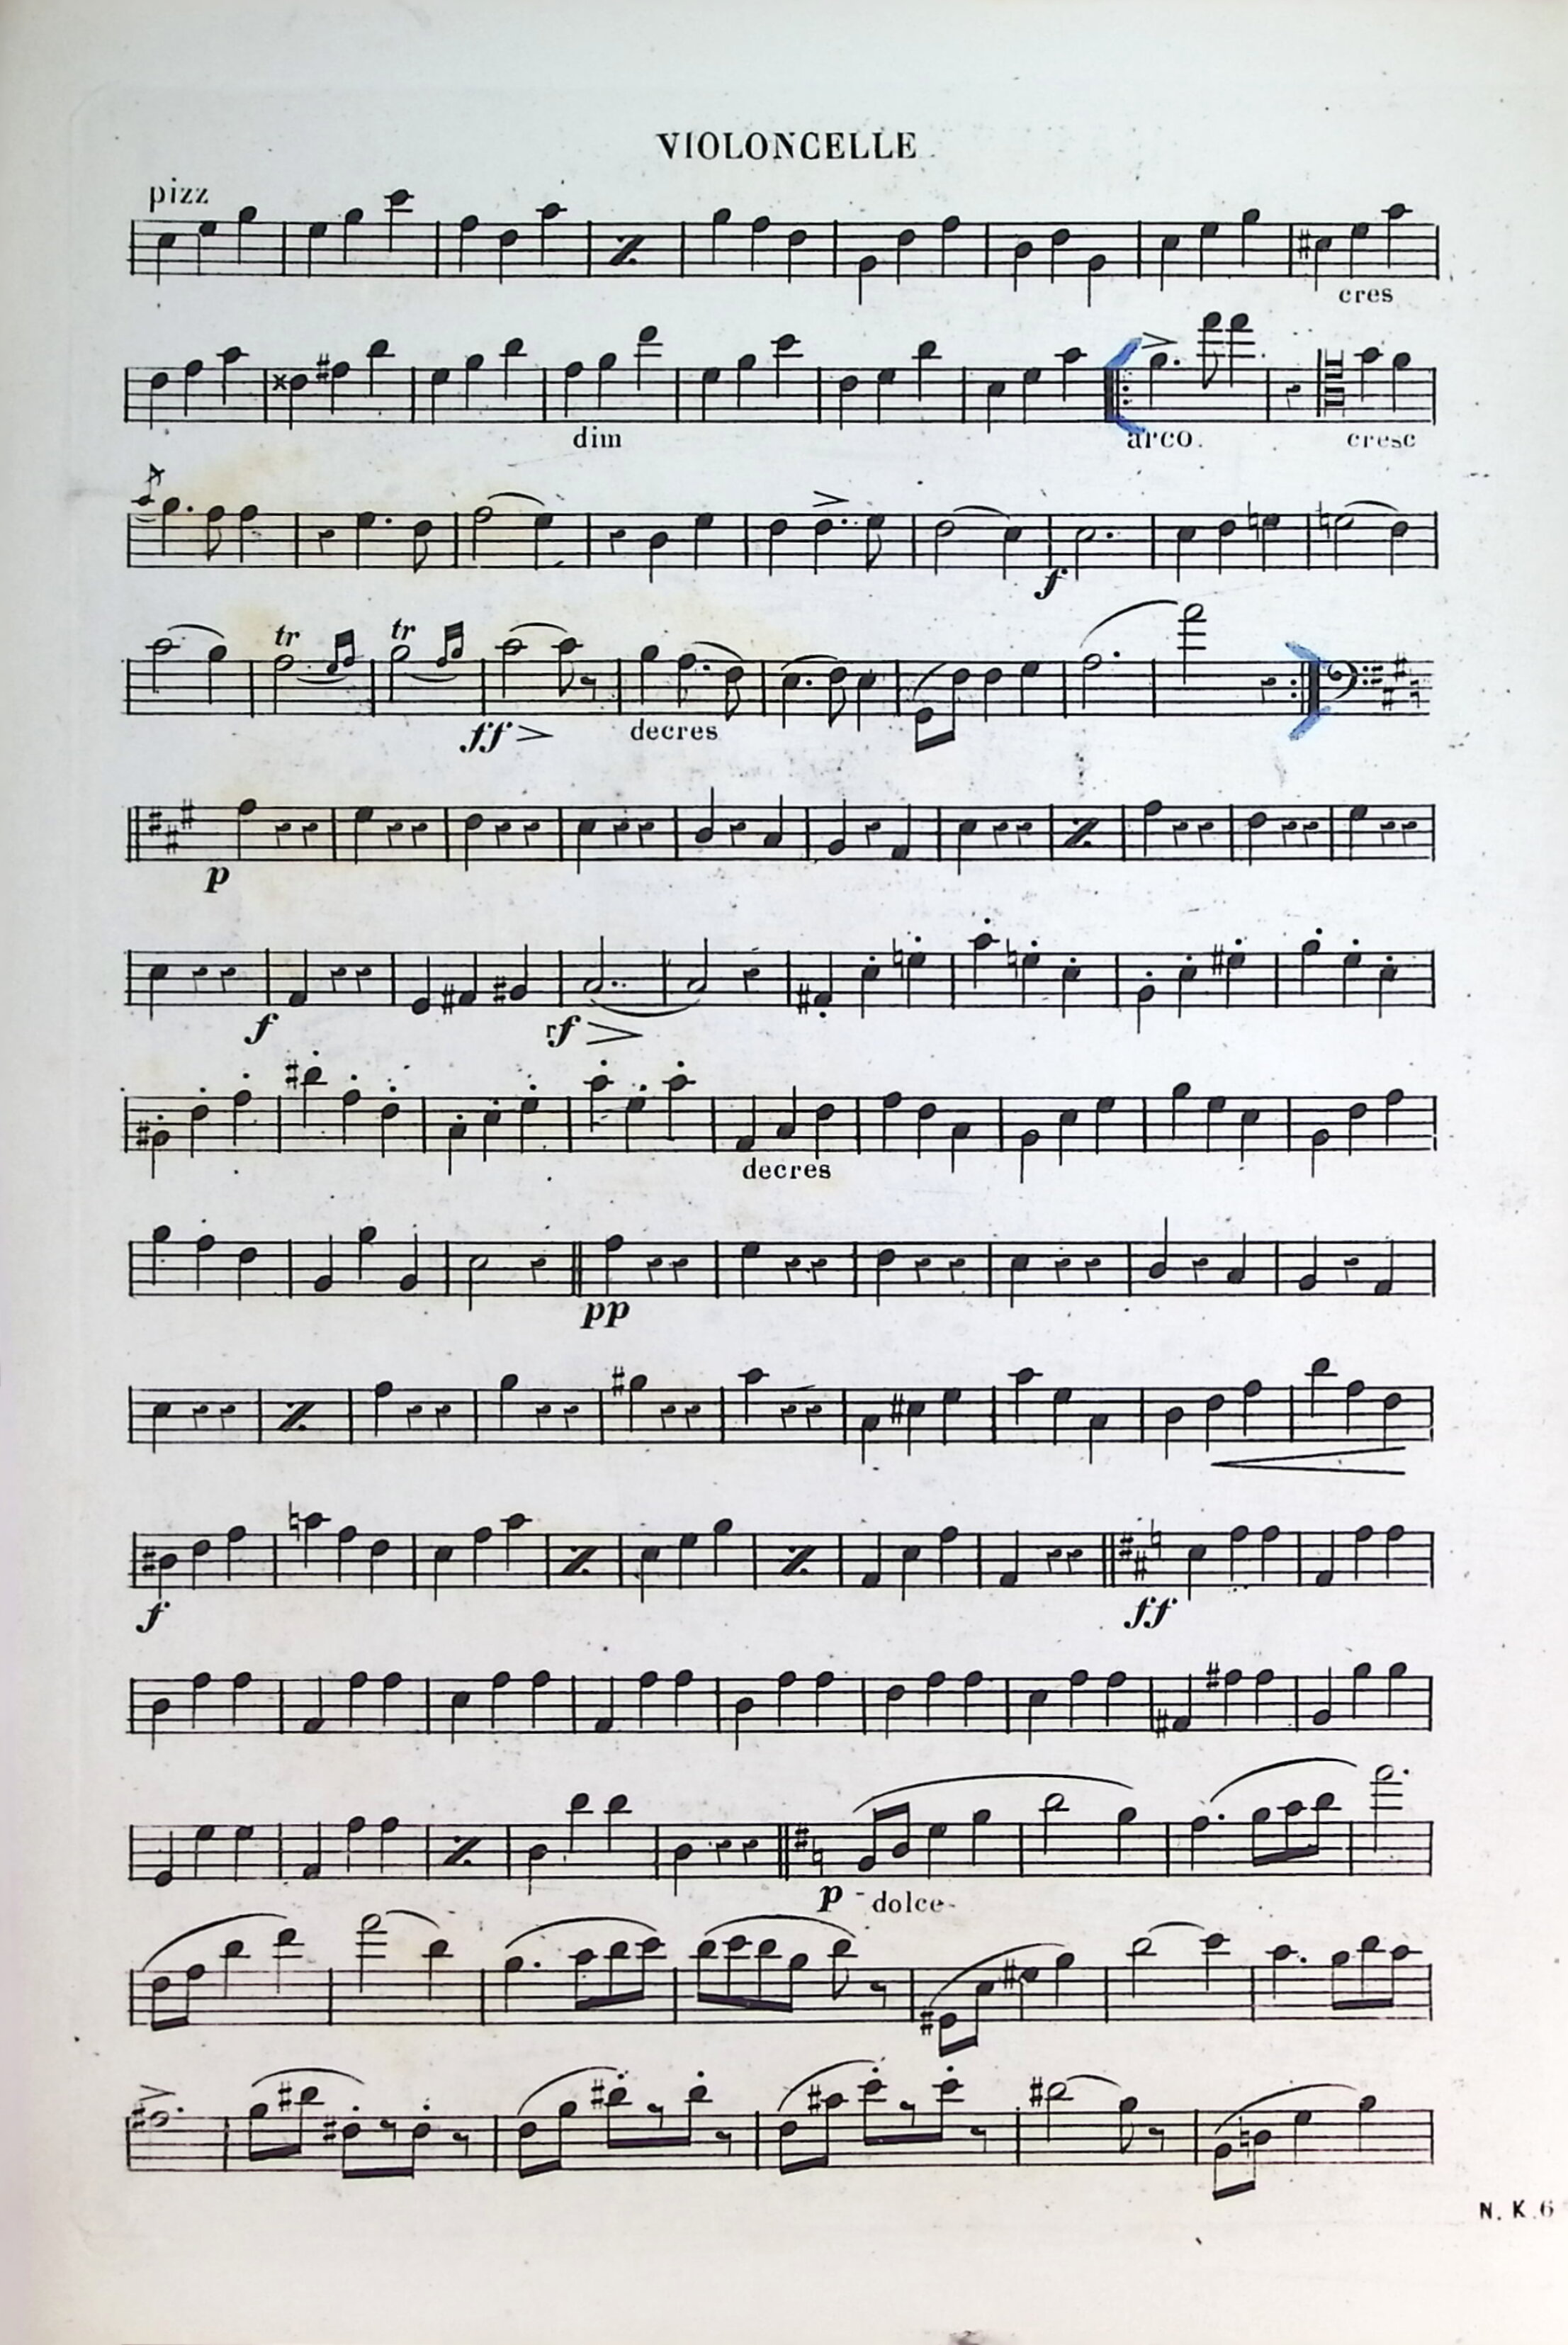 VIOLONCELLE
pizz
cres
dim
arco.
cresc
f
tr tr
ff decres
p
f rf
decres
pp
f ff
p - dolce-
N. K. 6